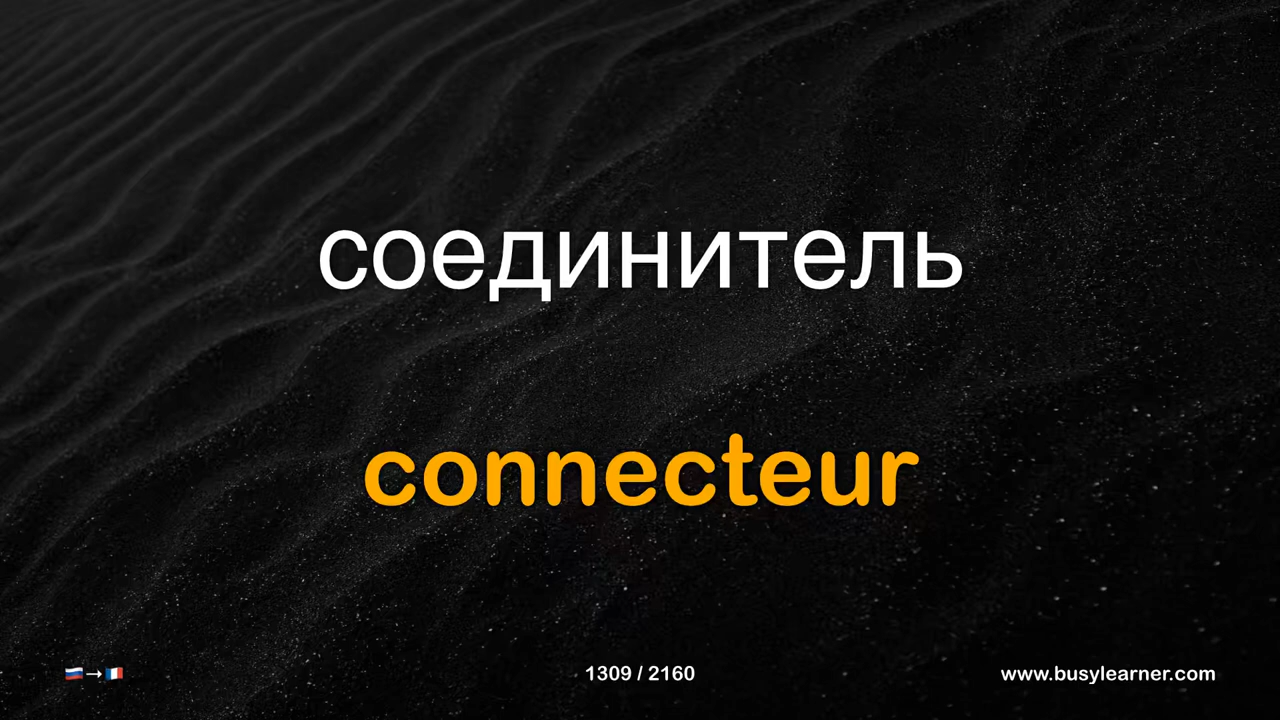 соединитель
connecteur
🇷🇺→🇫🇷
1309 / 2160
www.busylearner.com